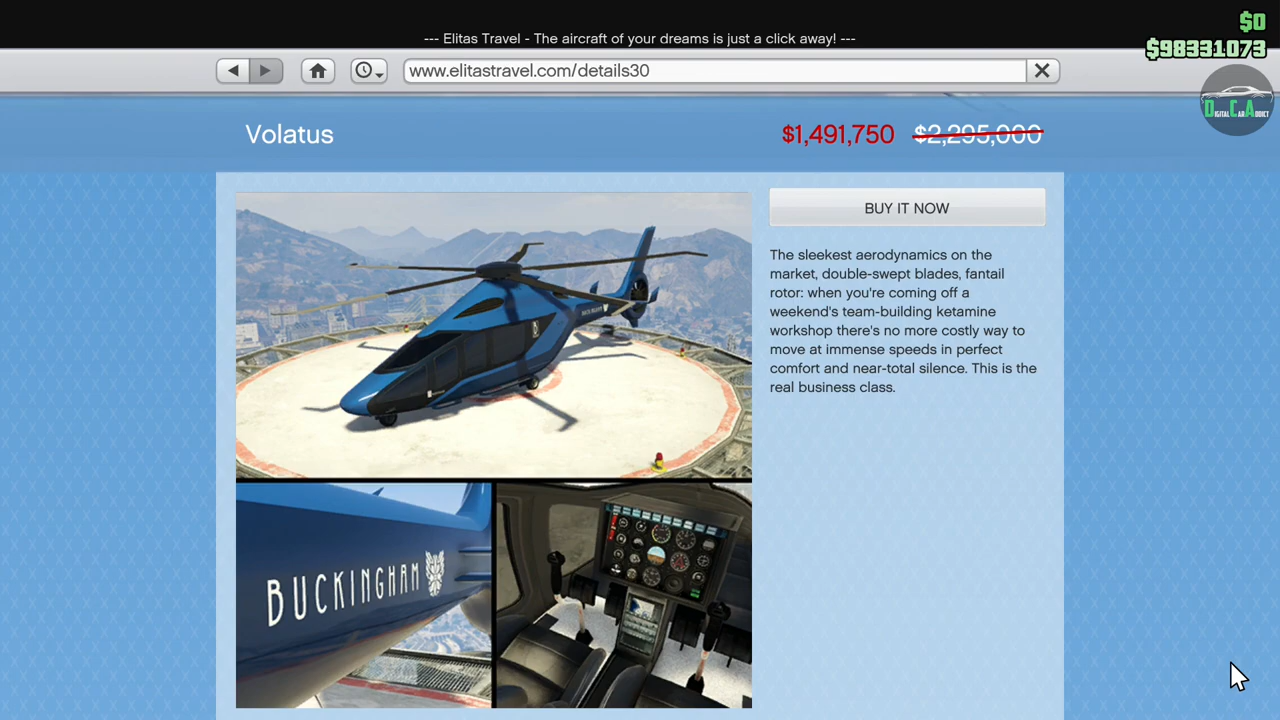 --- Elitas Travel - The aircraft of your dreams is just a click away! ---
$0
$98331073
www.elitastravel.com/details30
DIGITAL CAR ADDICT
Volatus
$1,491,750 $2,295,000
BUY IT NOW
The sleekest aerodynamics on the
market, double-swept blades, fantail
rotor: when you're coming off a
weekend's team-building ketamine
workshop there's no more costly way to
move at immense speeds in perfect
comfort and near-total silence. This is the
real business class.
BUCKINGHAM